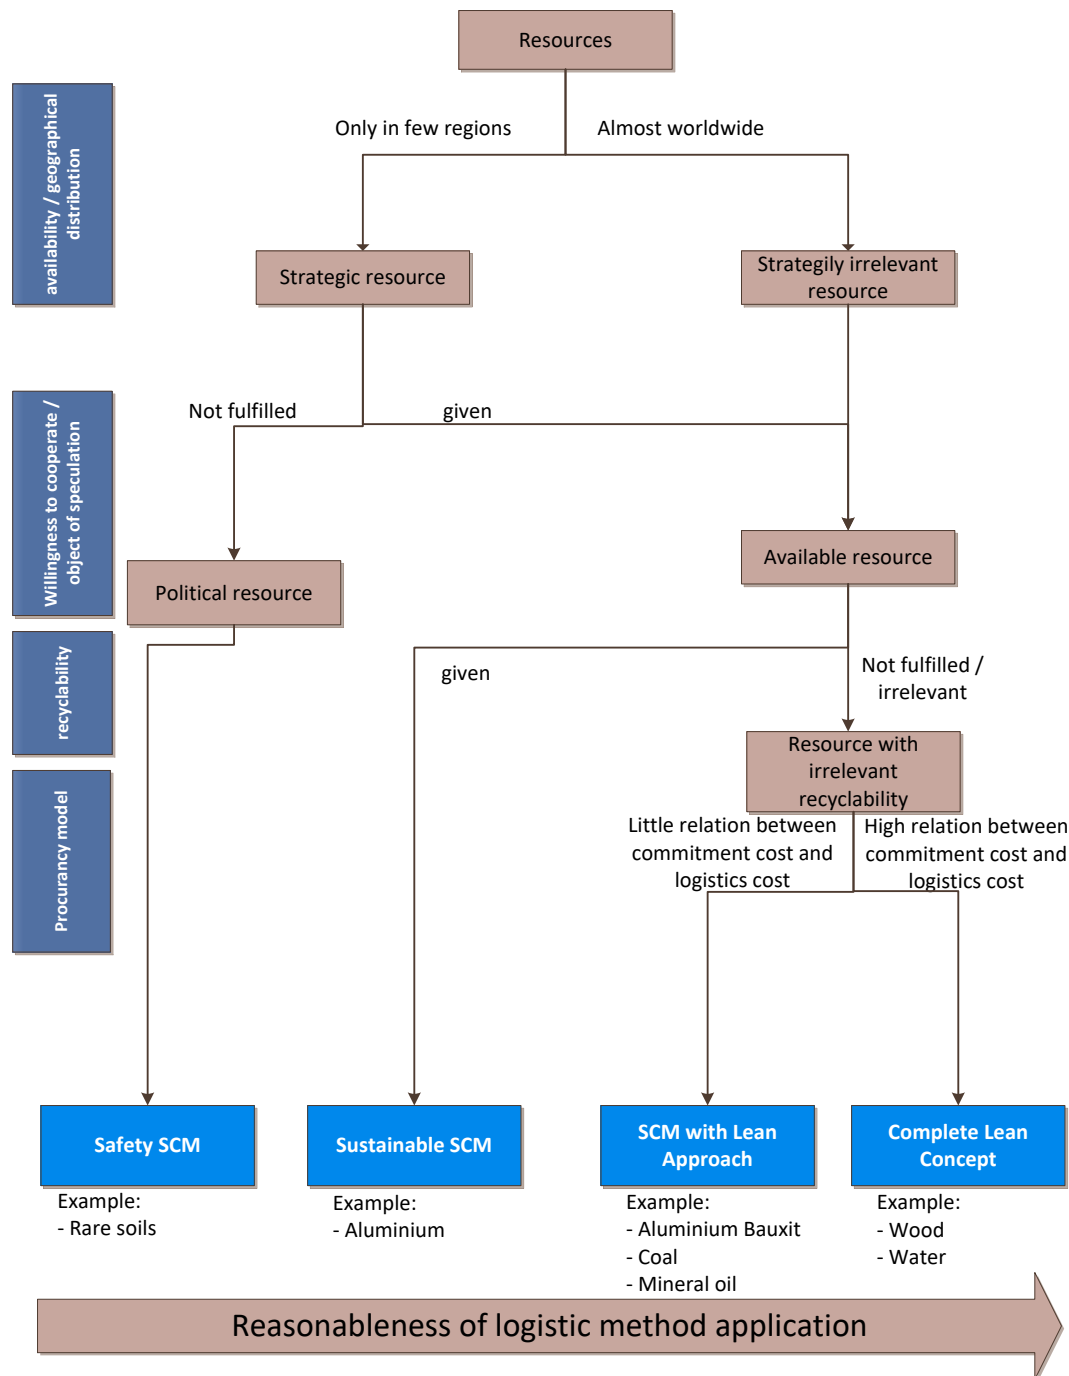 Resources
availability / geographical
distribution
Only in few regions
Almost worldwide
Strategic resource
Strategily irrelevant
resource
Willingness to cooperate /
object of speculation
Not fulfilled
given
Political resource
Available resource
recyclability
given
Not fulfilled /
irrelevant
Resource with
irrelevant
recyclability
Procurancy model
Little relation between
commitment cost and
logistics cost
High relation between
commitment cost and
logistics cost
Safety SCM
Sustainable SCM
SCM with Lean
Approach
Complete Lean
Concept
Example:
- Rare soils
Example:
- Aluminium
Example:
- Aluminium Bauxit
- Coal
- Mineral oil
Example:
- Wood
- Water
Reasonableness of logistic method application